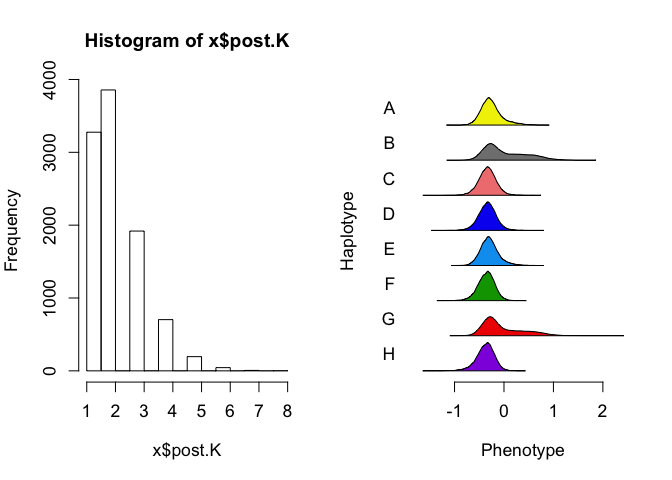 Histogram of x$post.K
Frequency
0
1000
2000
3000
4000
1 2 3 4 5 6 7 8
x$post.K
Haplotype
A
B
C
D
E
F
G
H
-1 0 1 2
Phenotype